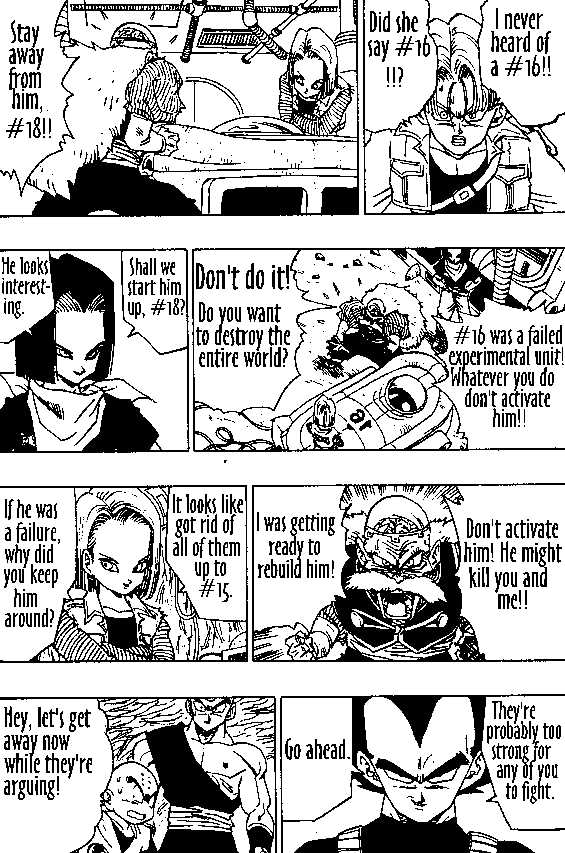 Stay
away
from
him,
#18!!
Did she
say #16
!!?
I never
heard of
a #16!!
He looks
interest-
ing.
Shall we
start him
up, #18?
Don't do it!
Do you want
to destroy the
entire world?
#16 was a failed
experimental unit!
Whatever you do
don't activate
him!!
16
If he was
a failure,
why did
you keep
him
around?
It looks like
got rid of
all of them
up to
#15.
I was getting
ready to
rebuild him!
Don't activate
him! He might
kill you and
me!!
Hey, let's get
away now
while they're
arguing!
Go ahead.
They're
probably too
strong for
any of you
to fight.